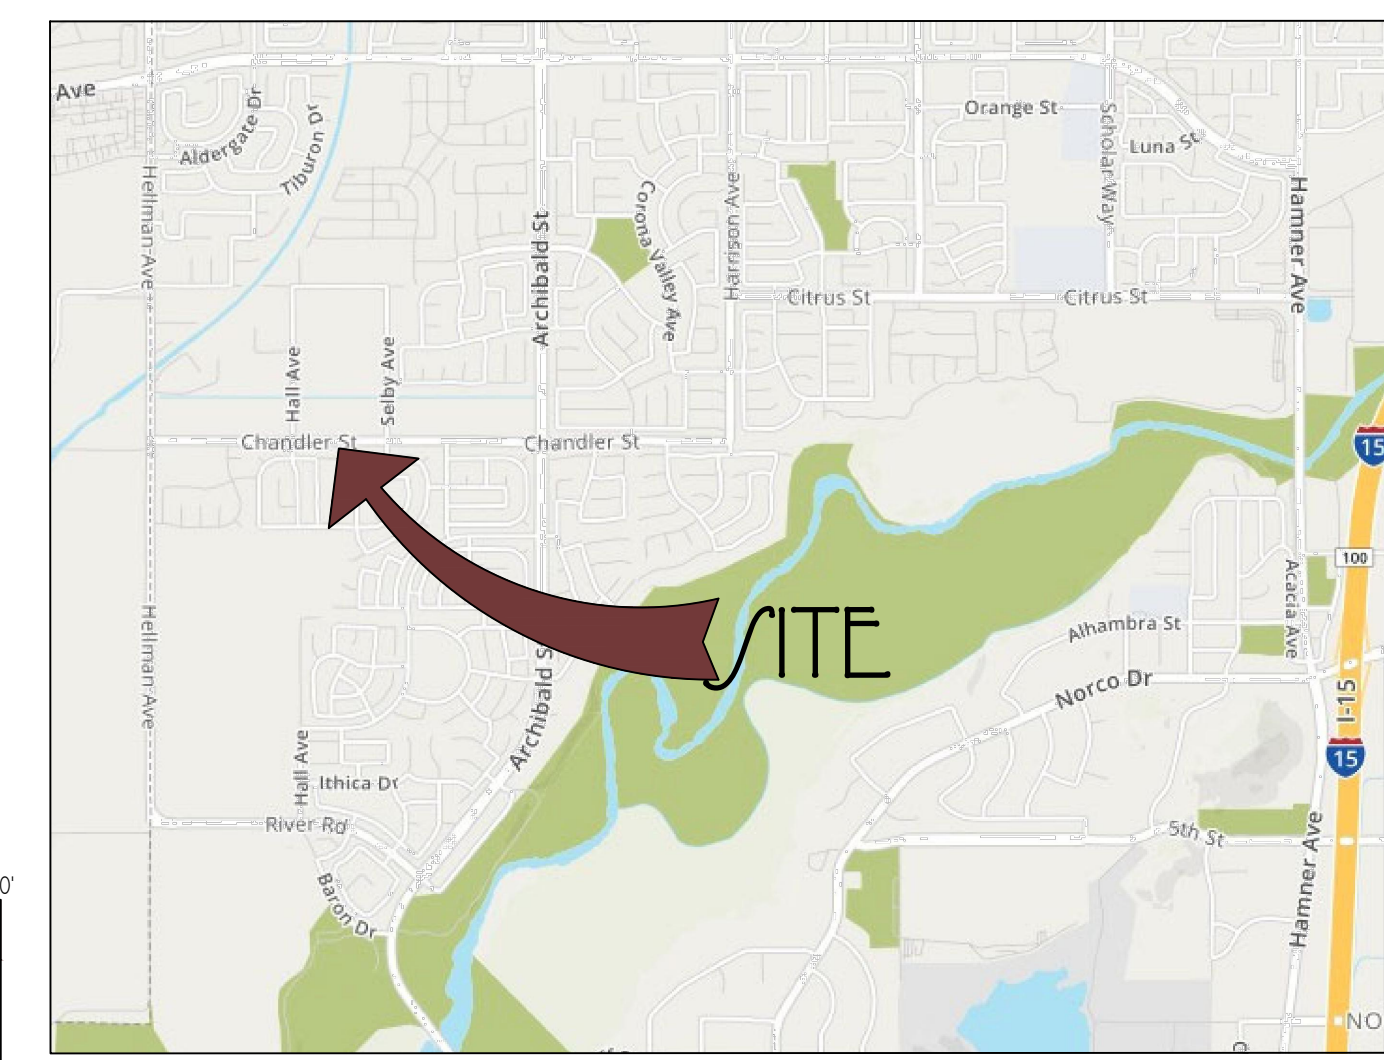 Ave
Aldergate Dr
Tiburon Dr
Orange St
Luna St
Scholar Way
Hellman Ave
Corona Valley Ave
Harrison Ave
Hamner Ave
Archibald St
Citrus St
Citrus St
Hall Ave
Selby Ave
Chandler St
Chandler St
15
100
Acacia Ave
Hellman Ave
SITE
Alhambra St
Norco Dr
I-15
15
Archibald S
Hall Ave
Ithica Dr
River Rd
5th St
Hamner Ave
0'
Baron Dr
NO